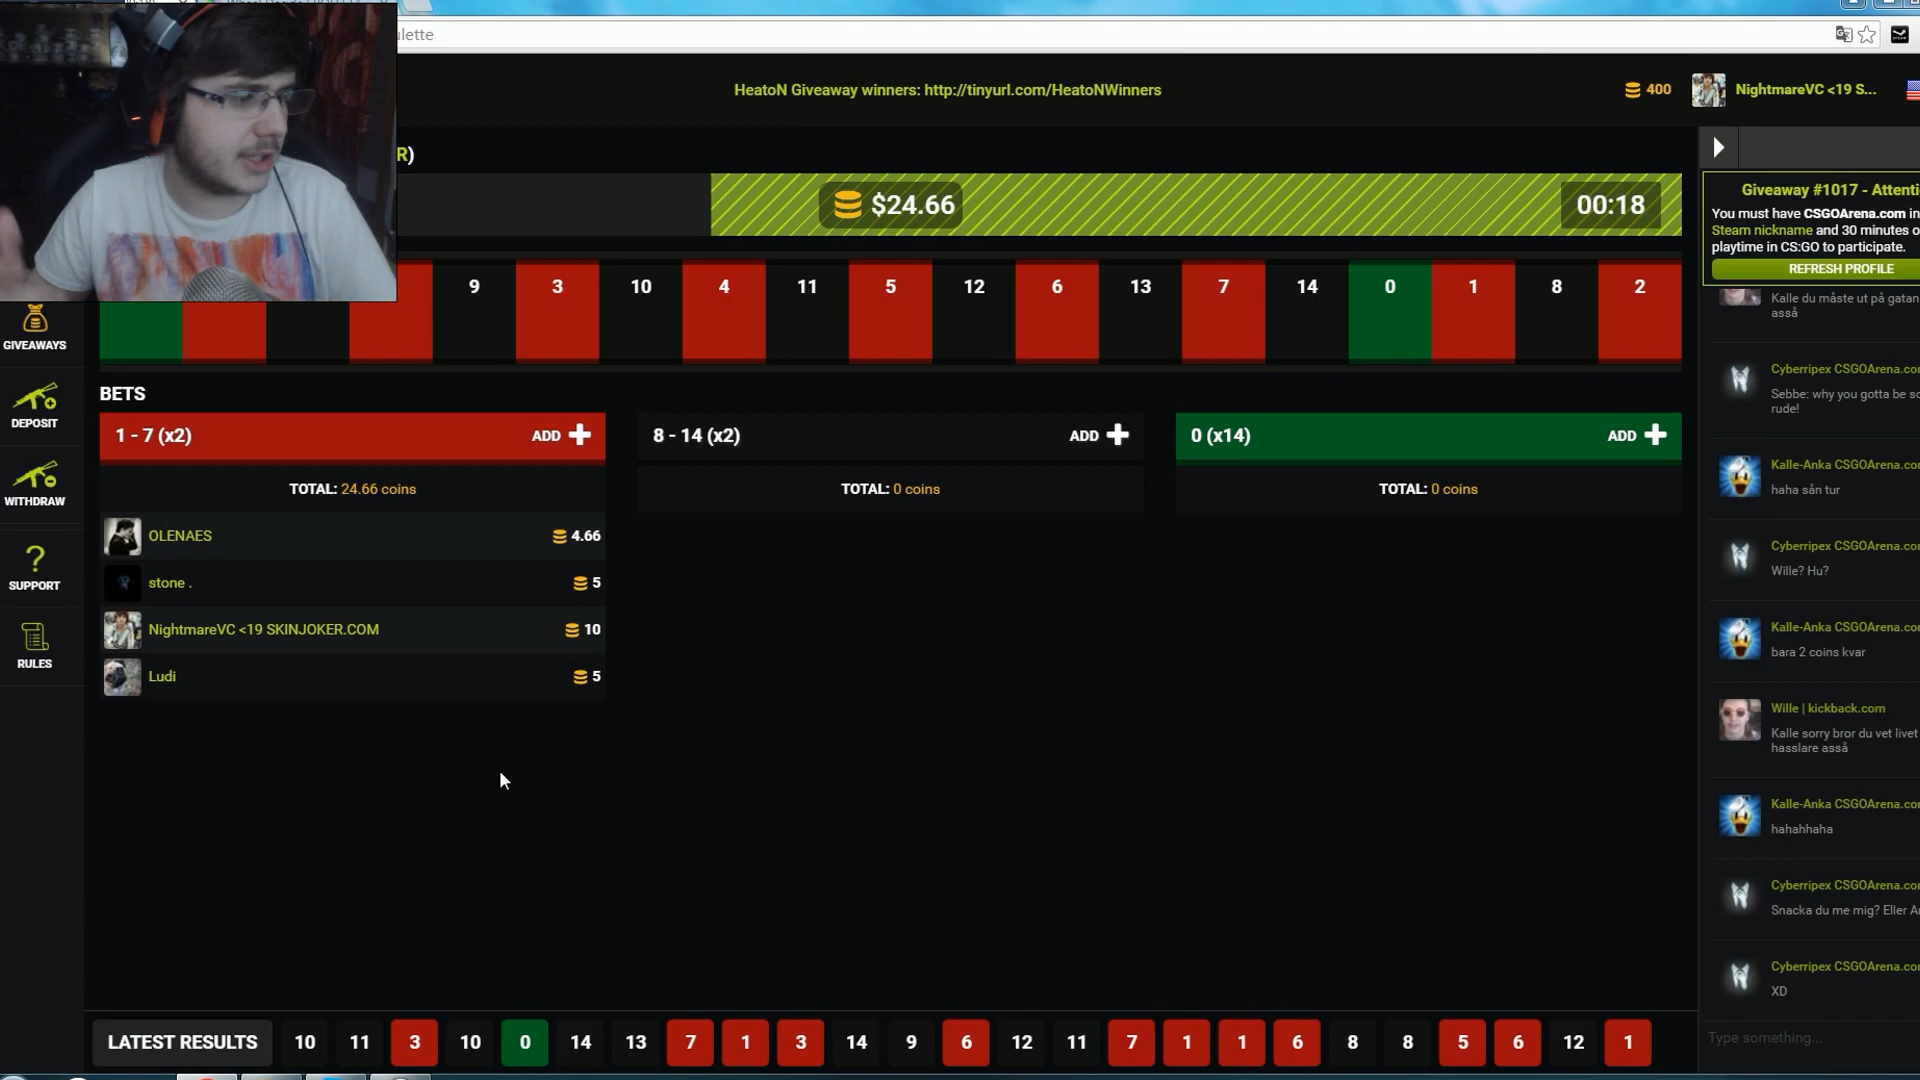 ulette
HeatoN Giveaway winners: http://tinyurl.com/HeatoNWinners
400
NightmareVC <19 S...
R)
$24.66
00:18
Giveaway #1017 - Attenti
You must have CSGOArena.com in
Steam nickname and 30 minutes o
playtime in CS:GO to participate.
REFRESH PROFILE
9 3 10 4 11 5 12 6 13 7 14 0 1 8 2
GIVEAWAYS
DEPOSIT
WITHDRAW
SUPPORT
RULES
BETS
1 - 7 (x2) ADD
TOTAL: 24.66 coins
OLENAES 4.66
stone . 5
NightmareVC <19 SKINJOKER.COM 10
Ludi 5
8 - 14 (x2) ADD
TOTAL: 0 coins
0 (x14) ADD
TOTAL: 0 coins
Kalle du måste ut på gatan
asså
Cyberripex CSGOArena.co
Sebbe: why you gotta be so
rude!
Kalle-Anka CSGOArena.co
haha sån tur
Cyberripex CSGOArena.co
Wille? Hu?
Kalle-Anka CSGOArena.co
bara 2 coins kvar
Wille | kickback.com
Kalle sorry bror du vet livet
hasslare asså
Kalle-Anka CSGOArena.co
hahahhaha
Cyberripex CSGOArena.co
Snacka du me mig? Eller A
Cyberripex CSGOArena.co
XD
Type something...
LATEST RESULTS 10 11 3 10 0 14 13 7 1 3 14 9 6 12 11 7 1 1 6 8 8 5 6 12 1